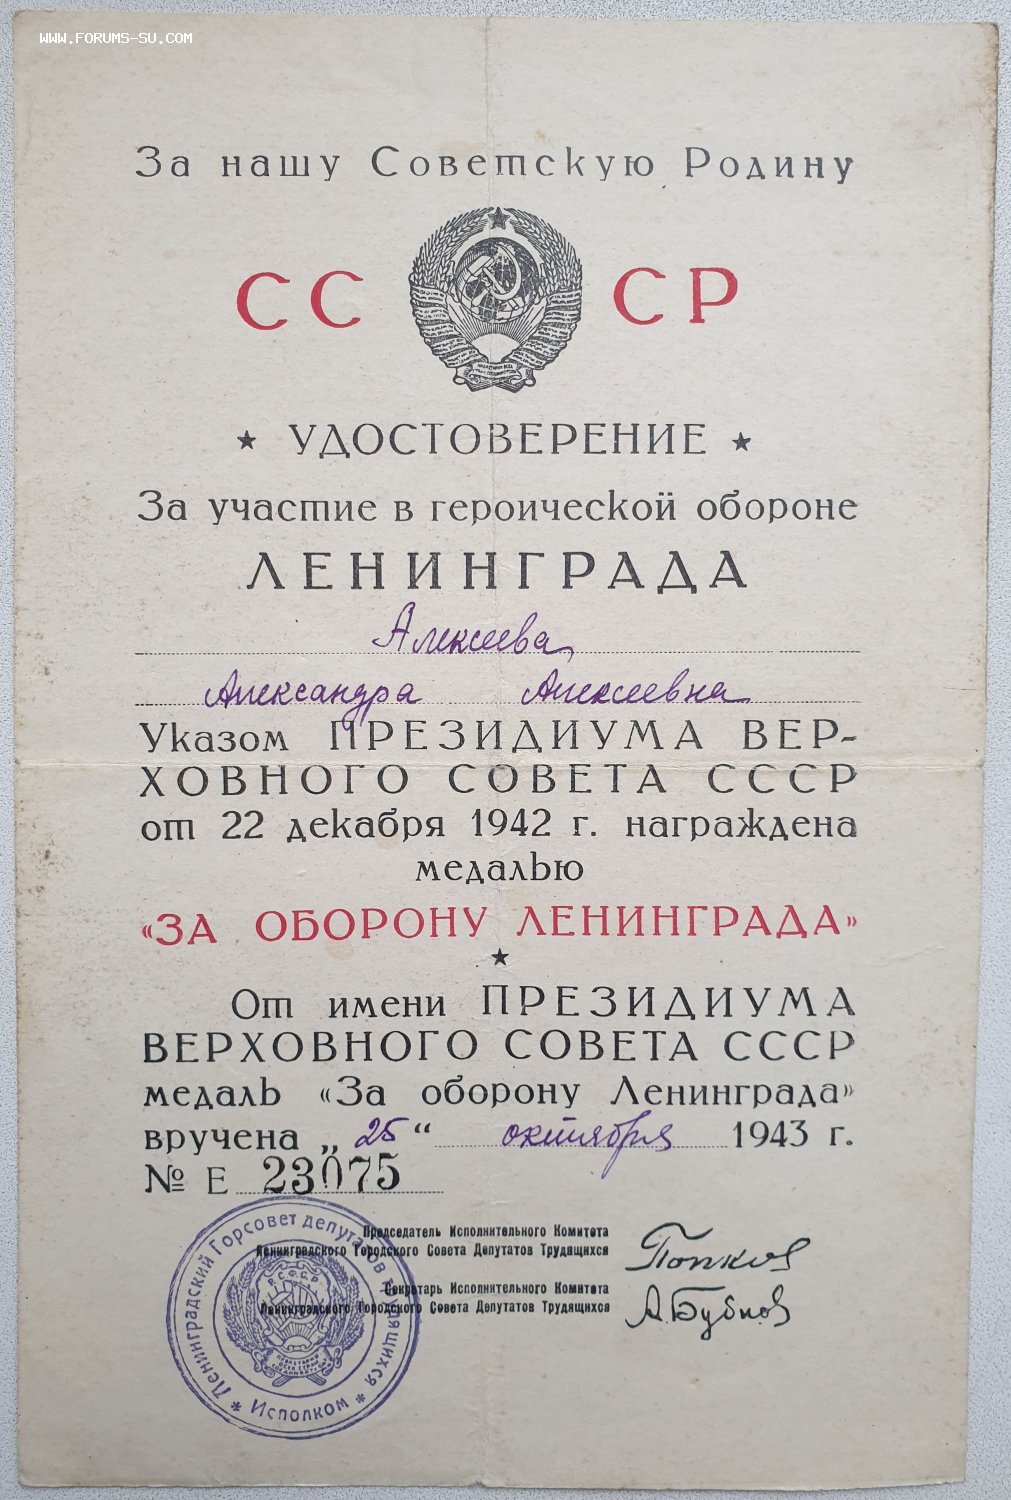 WWW.FORUMS-SU.COM
За нашу Советскую Родину
СС СР
★ УДОСТОВЕРЕНИЕ ★
За участие в героической обороне
ЛЕНИНГРАДА
Алексеева
Александра Алексеевна
Указом ПРЕЗИДИУМА ВЕР-
ХОВНОГО СОВЕТА СССР
от 22 декабря 1942 г. награждена
медалью
«ЗА ОБОРОНУ ЛЕНИНГРАДА»
★
От имени ПРЕЗИДИУМА
ВЕРХОВНОГО СОВЕТА СССР
медаль «За оборону Ленинграда»
вручена „25“ октября 1943 г.
№ Е 23075
Председатель Исполнительного Комитета
Ленинградского Городского Совета Депутатов Трудящихся
Попков
Секретарь Исполнительного Комитета
Ленинградского Городского Совета Депутатов Трудящихся
А.Бубнов
Ленинградский Горсовет депутатов трудящихся
* Исполком *
Р.С.Ф.С.Р.